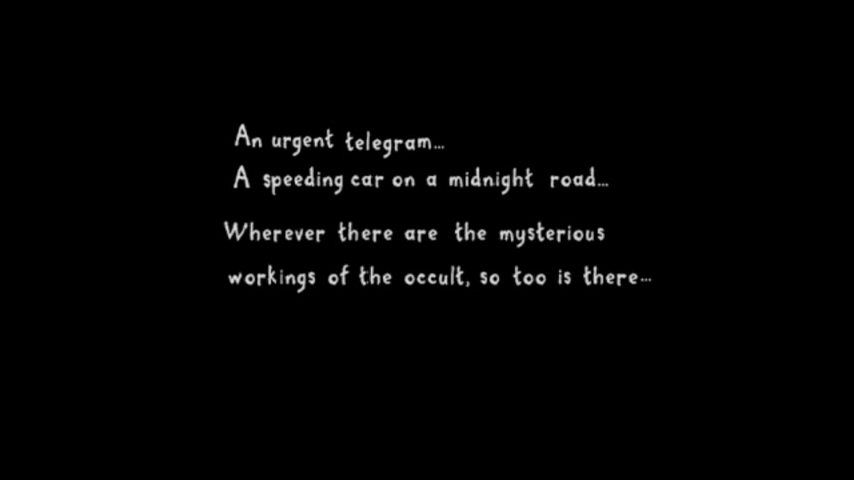 An urgent telegram...
A speeding car on a midnight road...
Wherever there are the mysterious
workings of the occult, so too is there...